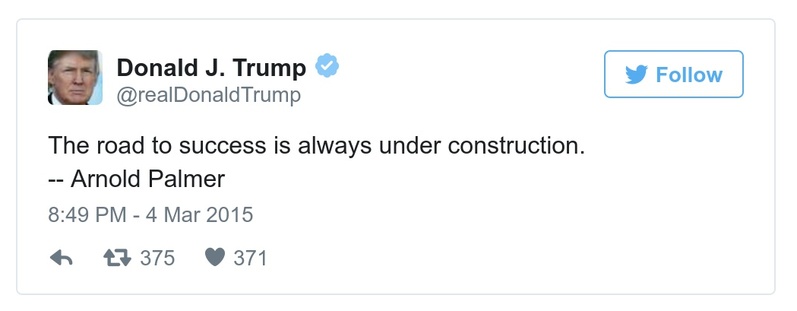 Donald J. Trump
@realDonaldTrump
Follow
The road to success is always under construction.
-- Arnold Palmer
8:49 PM - 4 Mar 2015
375 371